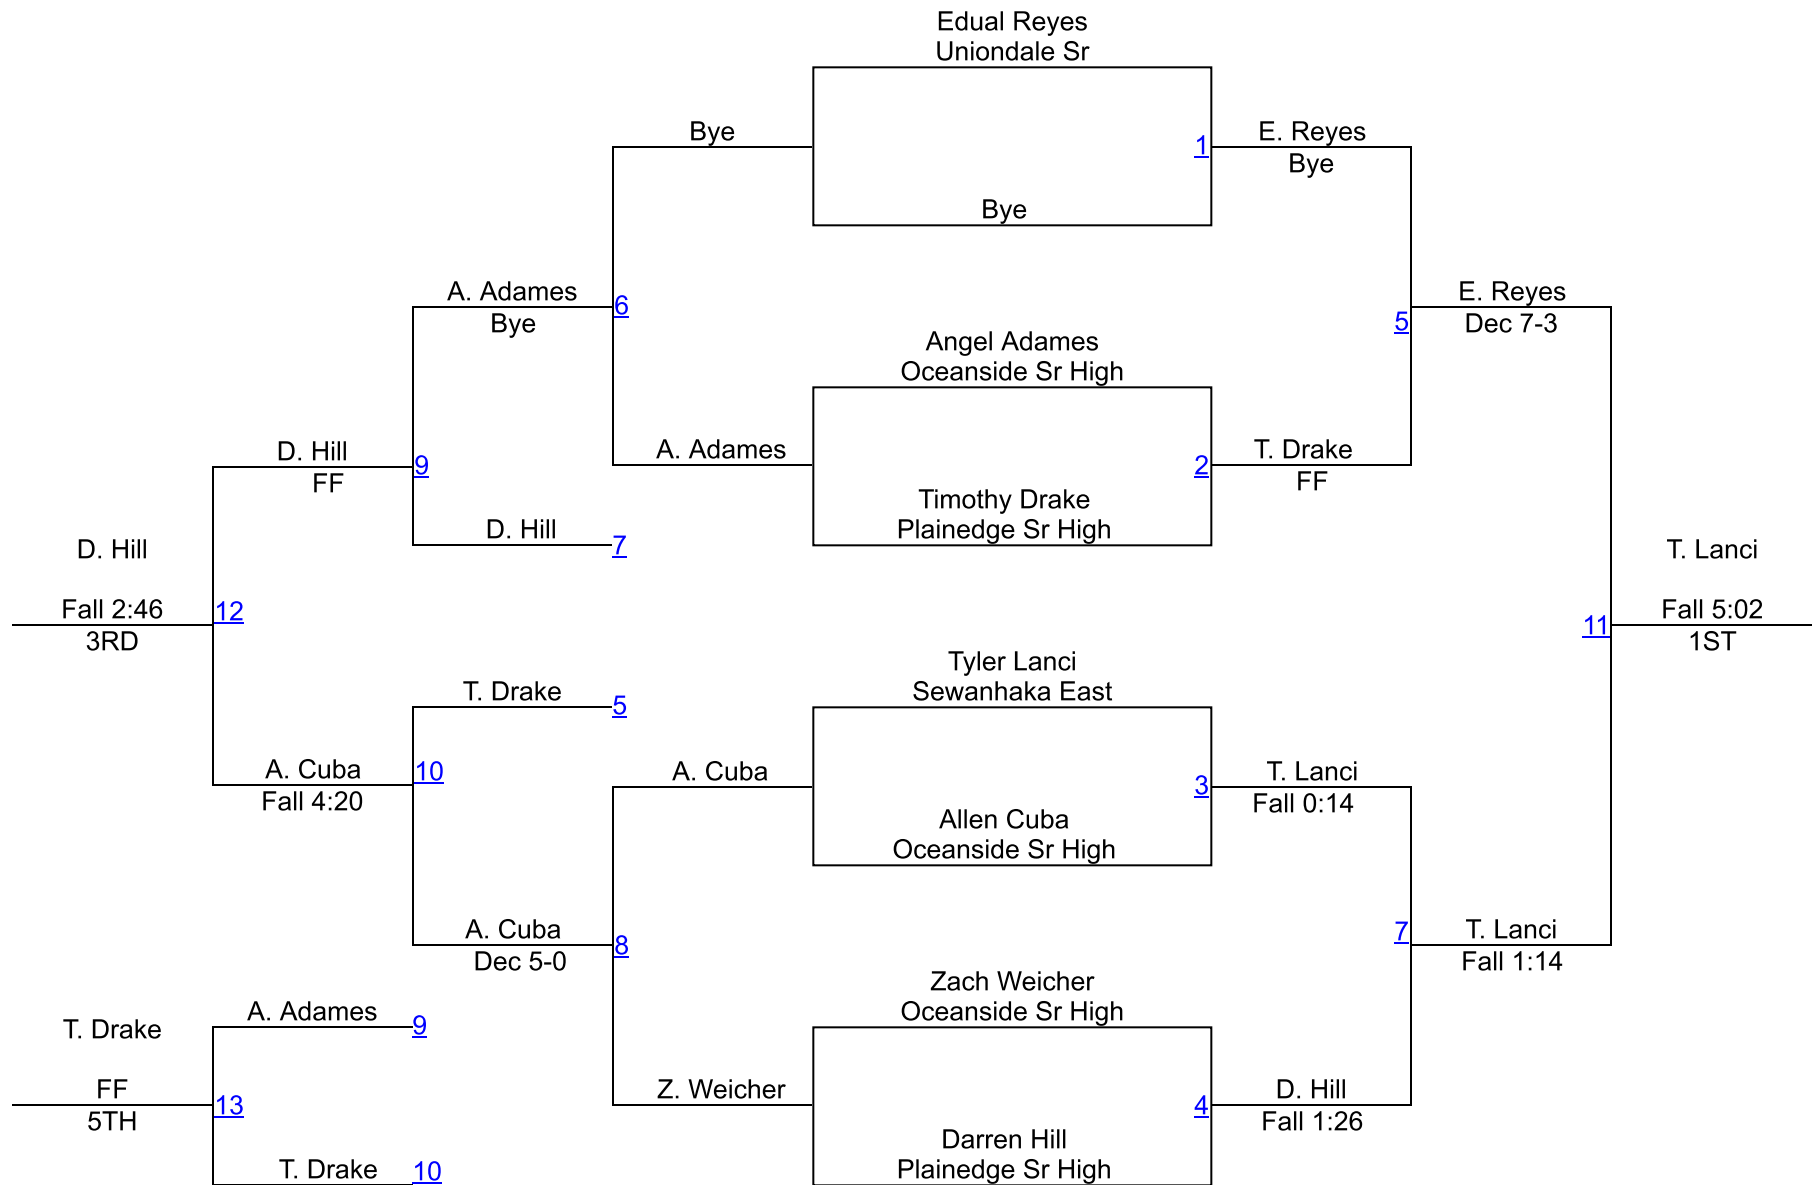 Edual Reyes
Uniondale Sr
Bye
1
E. Reyes
Bye
Bye
A. Adames
Bye
6
E. Reyes
Dec 7-3
5
Angel Adames
Oceanside Sr High
D. Hill
FF
9
A. Adames
2
T. Drake
FF
Timothy Drake
Plainedge Sr High
D. Hill
7
D. Hill
Fall 2:46
3RD
12
T. Lanci
Fall 5:02
1ST
11
Tyler Lanci
Sewanhaka East
T. Drake
5
A. Cuba
Fall 4:20
10
A. Cuba
3
T. Lanci
Fall 0:14
Allen Cuba
Oceanside Sr High
A. Cuba
Dec 5-0
8
7
T. Lanci
Fall 1:14
Zach Weicher
Oceanside Sr High
A. Adames
9
T. Drake
FF
5TH
13
Z. Weicher
4
D. Hill
Fall 1:26
Darren Hill
Plainedge Sr High
T. Drake
10